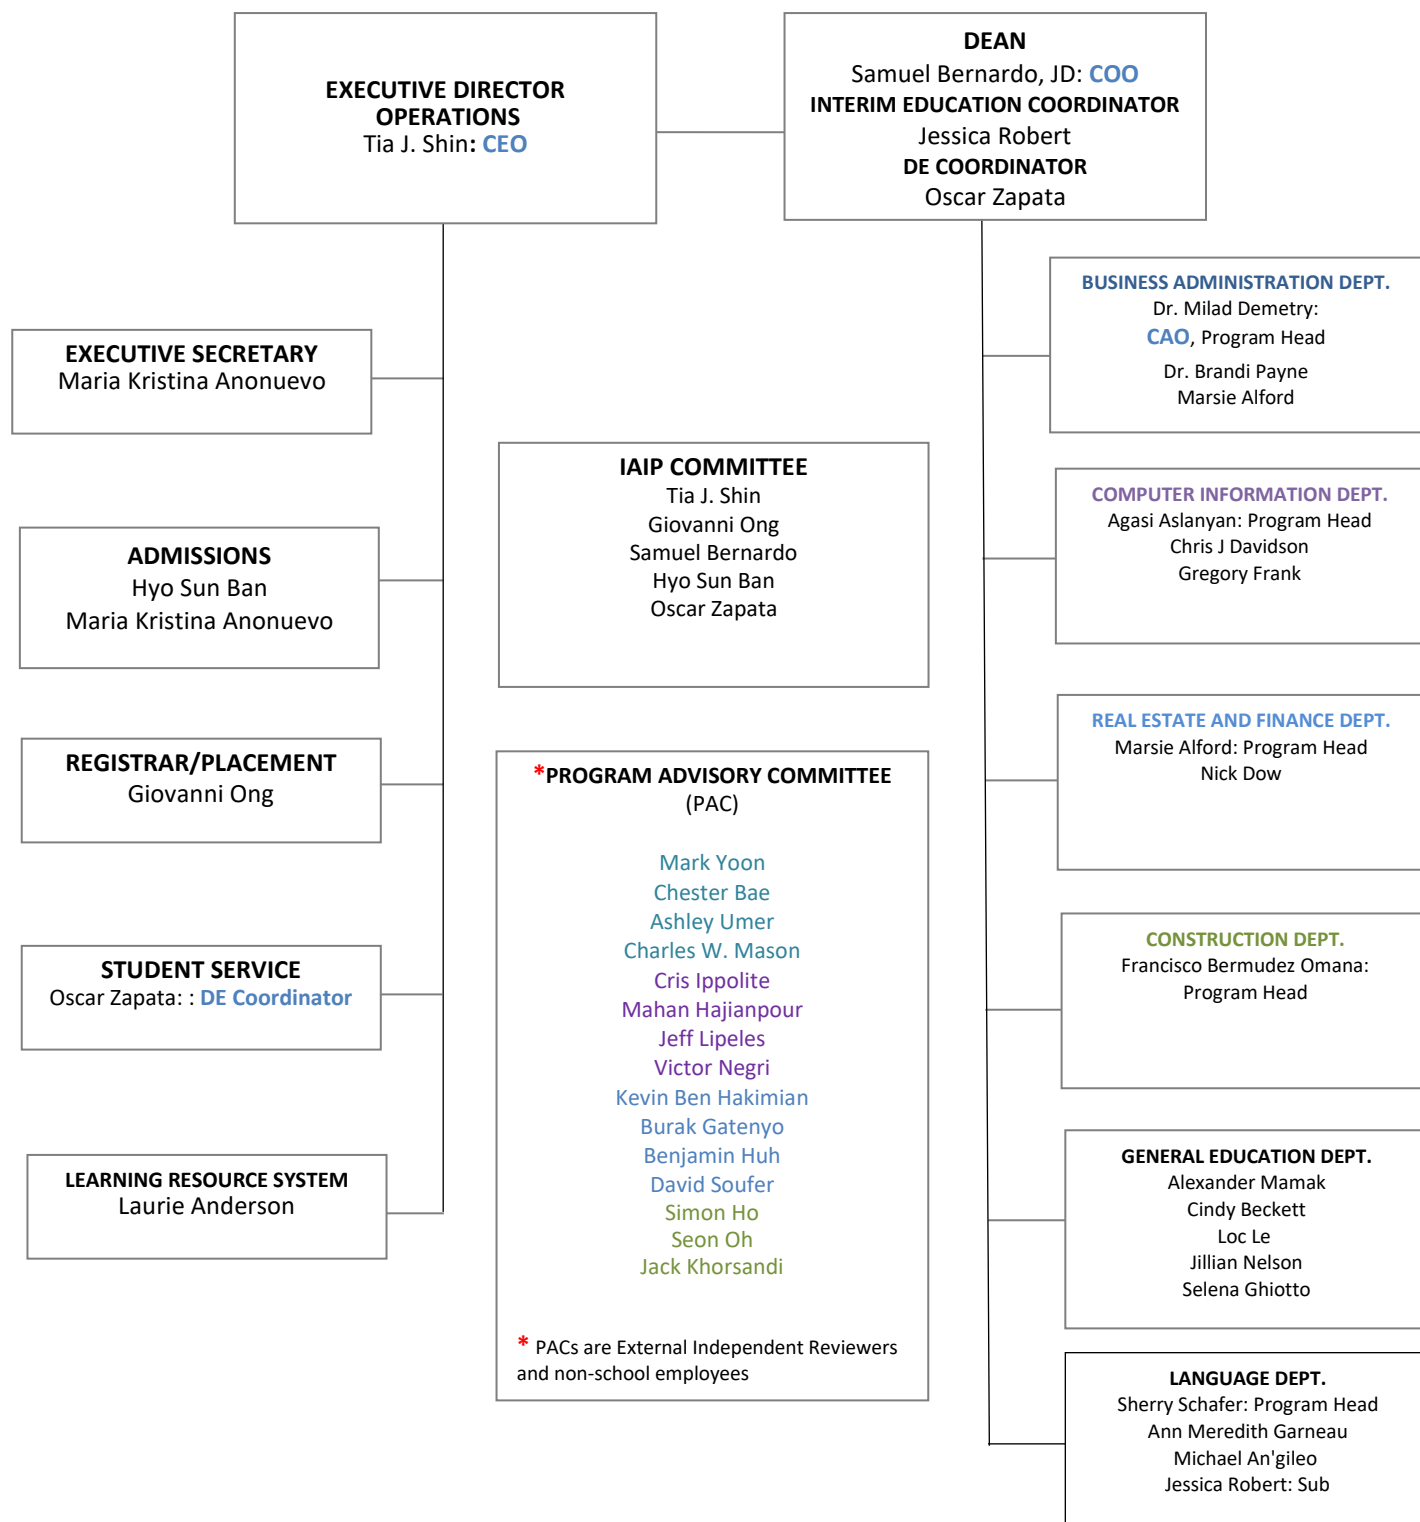 EXECUTIVE DIRECTOR
OPERATIONS
Tia J. Shin: CEO
DEAN
Samuel Bernardo, JD: COO
INTERIM EDUCATION COORDINATOR
Jessica Robert
DE COORDINATOR
Oscar Zapata
EXECUTIVE SECRETARY
Maria Kristina Anonuevo
ADMISSIONS
Hyo Sun Ban
Maria Kristina Anonuevo
REGISTRAR/PLACEMENT
Giovanni Ong
STUDENT SERVICE
Oscar Zapata: : DE Coordinator
LEARNING RESOURCE SYSTEM
Laurie Anderson
IAIP COMMITTEE
Tia J. Shin
Giovanni Ong
Samuel Bernardo
Hyo Sun Ban
Oscar Zapata
*PROGRAM ADVISORY COMMITTEE
(PAC)
Mark Yoon
Chester Bae
Ashley Umer
Charles W. Mason
Cris Ippolite
Mahan Hajianpour
Jeff Lipeles
Victor Negri
Kevin Ben Hakimian
Burak Gatenyo
Benjamin Huh
David Soufer
Simon Ho
Seon Oh
Jack Khorsandi
* PACs are External Independent Reviewers
and non-school employees
BUSINESS ADMINISTRATION DEPT.
Dr. Milad Demetry:
CAO, Program Head
Dr. Brandi Payne
Marsie Alford
COMPUTER INFORMATION DEPT.
Agasi Aslanyan: Program Head
Chris J Davidson
Gregory Frank
REAL ESTATE AND FINANCE DEPT.
Marsie Alford: Program Head
Nick Dow
CONSTRUCTION DEPT.
Francisco Bermudez Omana:
Program Head
GENERAL EDUCATION DEPT.
Alexander Mamak
Cindy Beckett
Loc Le
Jillian Nelson
Selena Ghiotto
LANGUAGE DEPT.
Sherry Schafer: Program Head
Ann Meredith Garneau
Michael An'gileo
Jessica Robert: Sub